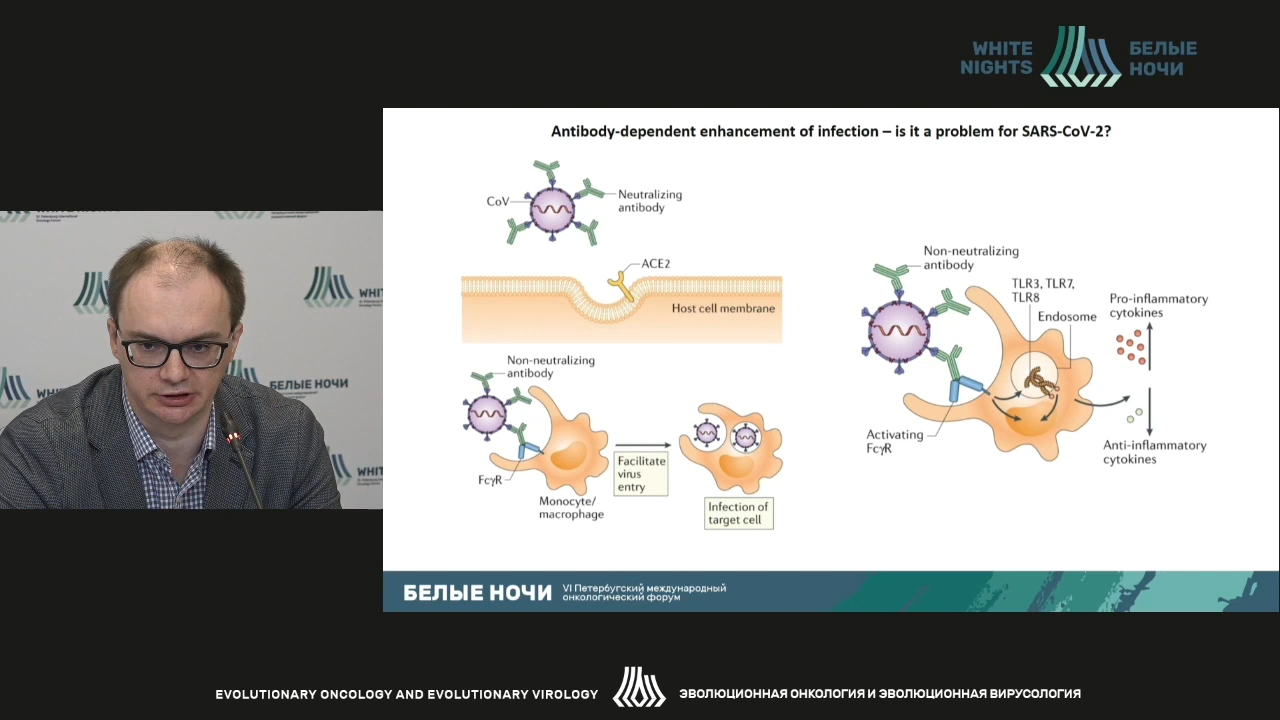 WHITE
NIGHTS
БЕЛЫЕ
НОЧИ
Antibody-dependent enhancement of infection – is it a problem for SARS-CoV-2?
CoV
Neutralizing
antibody
ACE2
Host cell membrane
Non-neutralizing
antibody
FcγR
Monocyte/
macrophage
Facilitate
virus
entry
Infection of
target cell
Non-neutralizing
antibody
TLR3, TLR7,
TLR8
Endosome
Pro-inflammatory
cytokines
Activating
FcγR
Anti-inflammatory
cytokines
БЕЛЫЕ НОЧИ
WHITE
БЕЛЫЕ НОЧИ VI Петербугский международный
онкологический форум
EVOLUTIONARY ONCOLOGY AND EVOLUTIONARY VIROLOGY
ЭВОЛЮЦИОННАЯ ОНКОЛОГИЯ И ЭВОЛЮЦИОННАЯ ВИРУСОЛОГИЯ